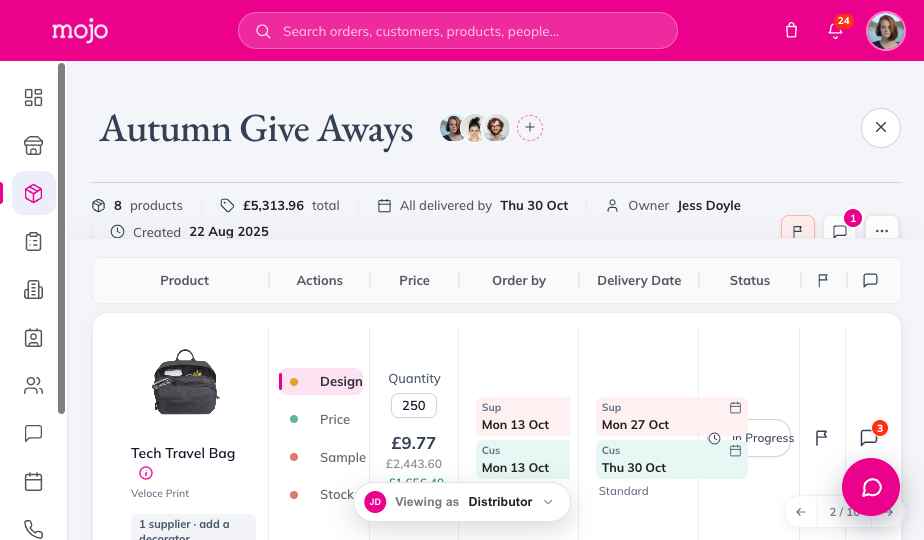 mojo
Search orders, customers, products, people...
24
Autumn Give Aways
8 products
£5,313.96 total
All delivered by Thu 30 Oct
Owner Jess Doyle
Created 22 Aug 2025
1
Product
Actions
Price
Order by
Delivery Date
Status
Tech Travel Bag
Veloce Print
1 supplier · add a
decorator
Design
Price
Sample
Stock
Quantity
250
£9.77
£2,443.60
Sup
Mon 13 Oct
Cus
Mon 13 Oct
Sup
Mon 27 Oct
Cus
Thu 30 Oct
Standard
In Progress
3
JD Viewing as Distributor
2 /